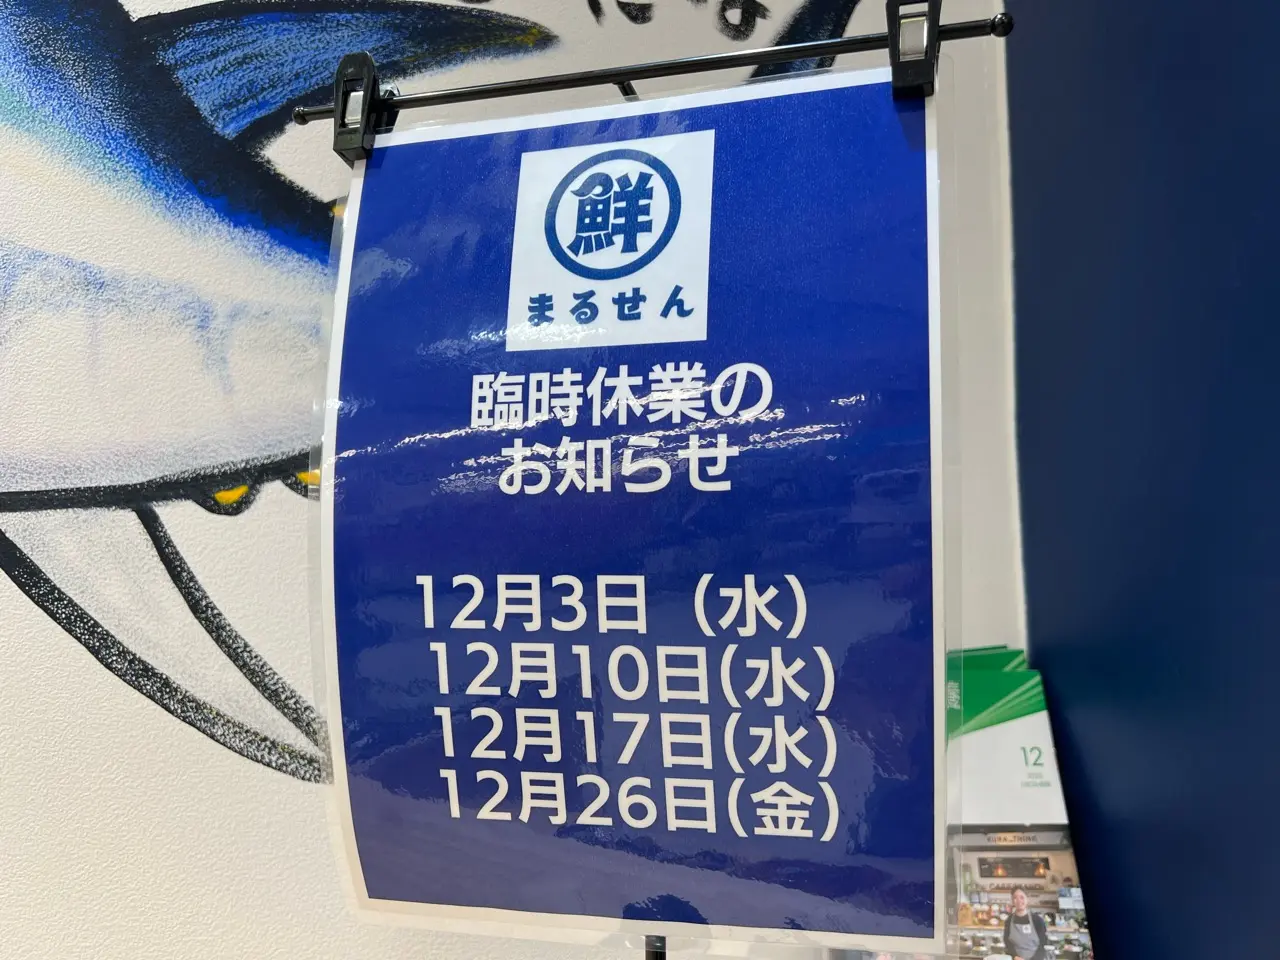 鮮
まるせん
臨時休業の
お知らせ
12月3日（水）
12月10日(水)
12月17日(水)
12月26日(金)
12